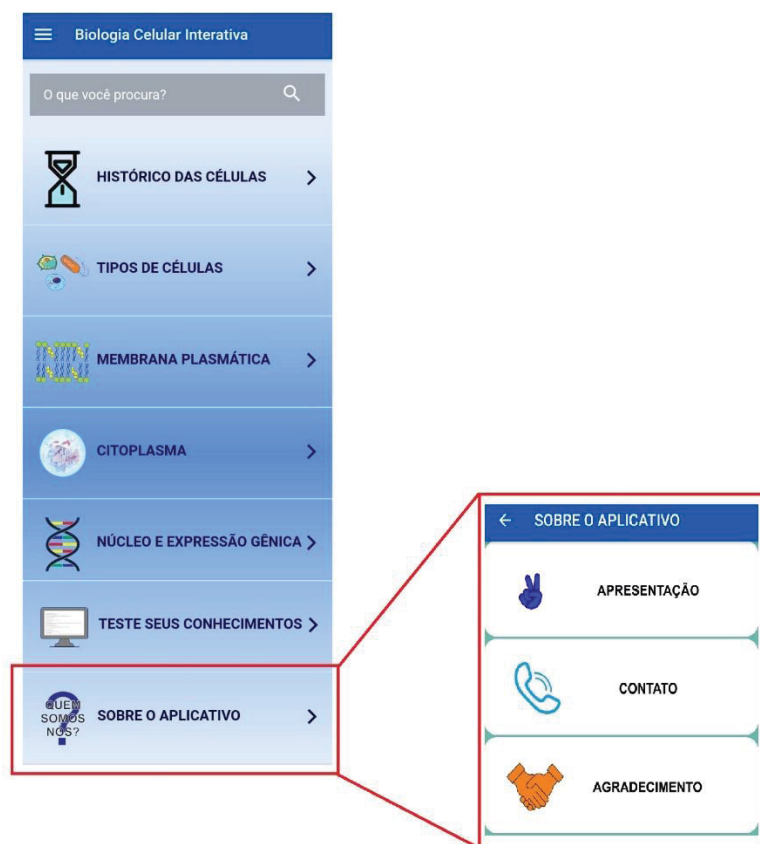 Biologia Celular Interativa
O que você procura?
HISTÓRICO DAS CÉLULAS
TIPOS DE CÉLULAS
MEMBRANA PLASMÁTICA
CITOPLASMA
NÚCLEO E EXPRESSÃO GÊNICA
TESTE SEUS CONHECIMENTOS
QUEM
SOMOS
NÓS?
SOBRE O APLICATIVO
SOBRE O APLICATIVO
APRESENTAÇÃO
CONTATO
AGRADECIMENTO